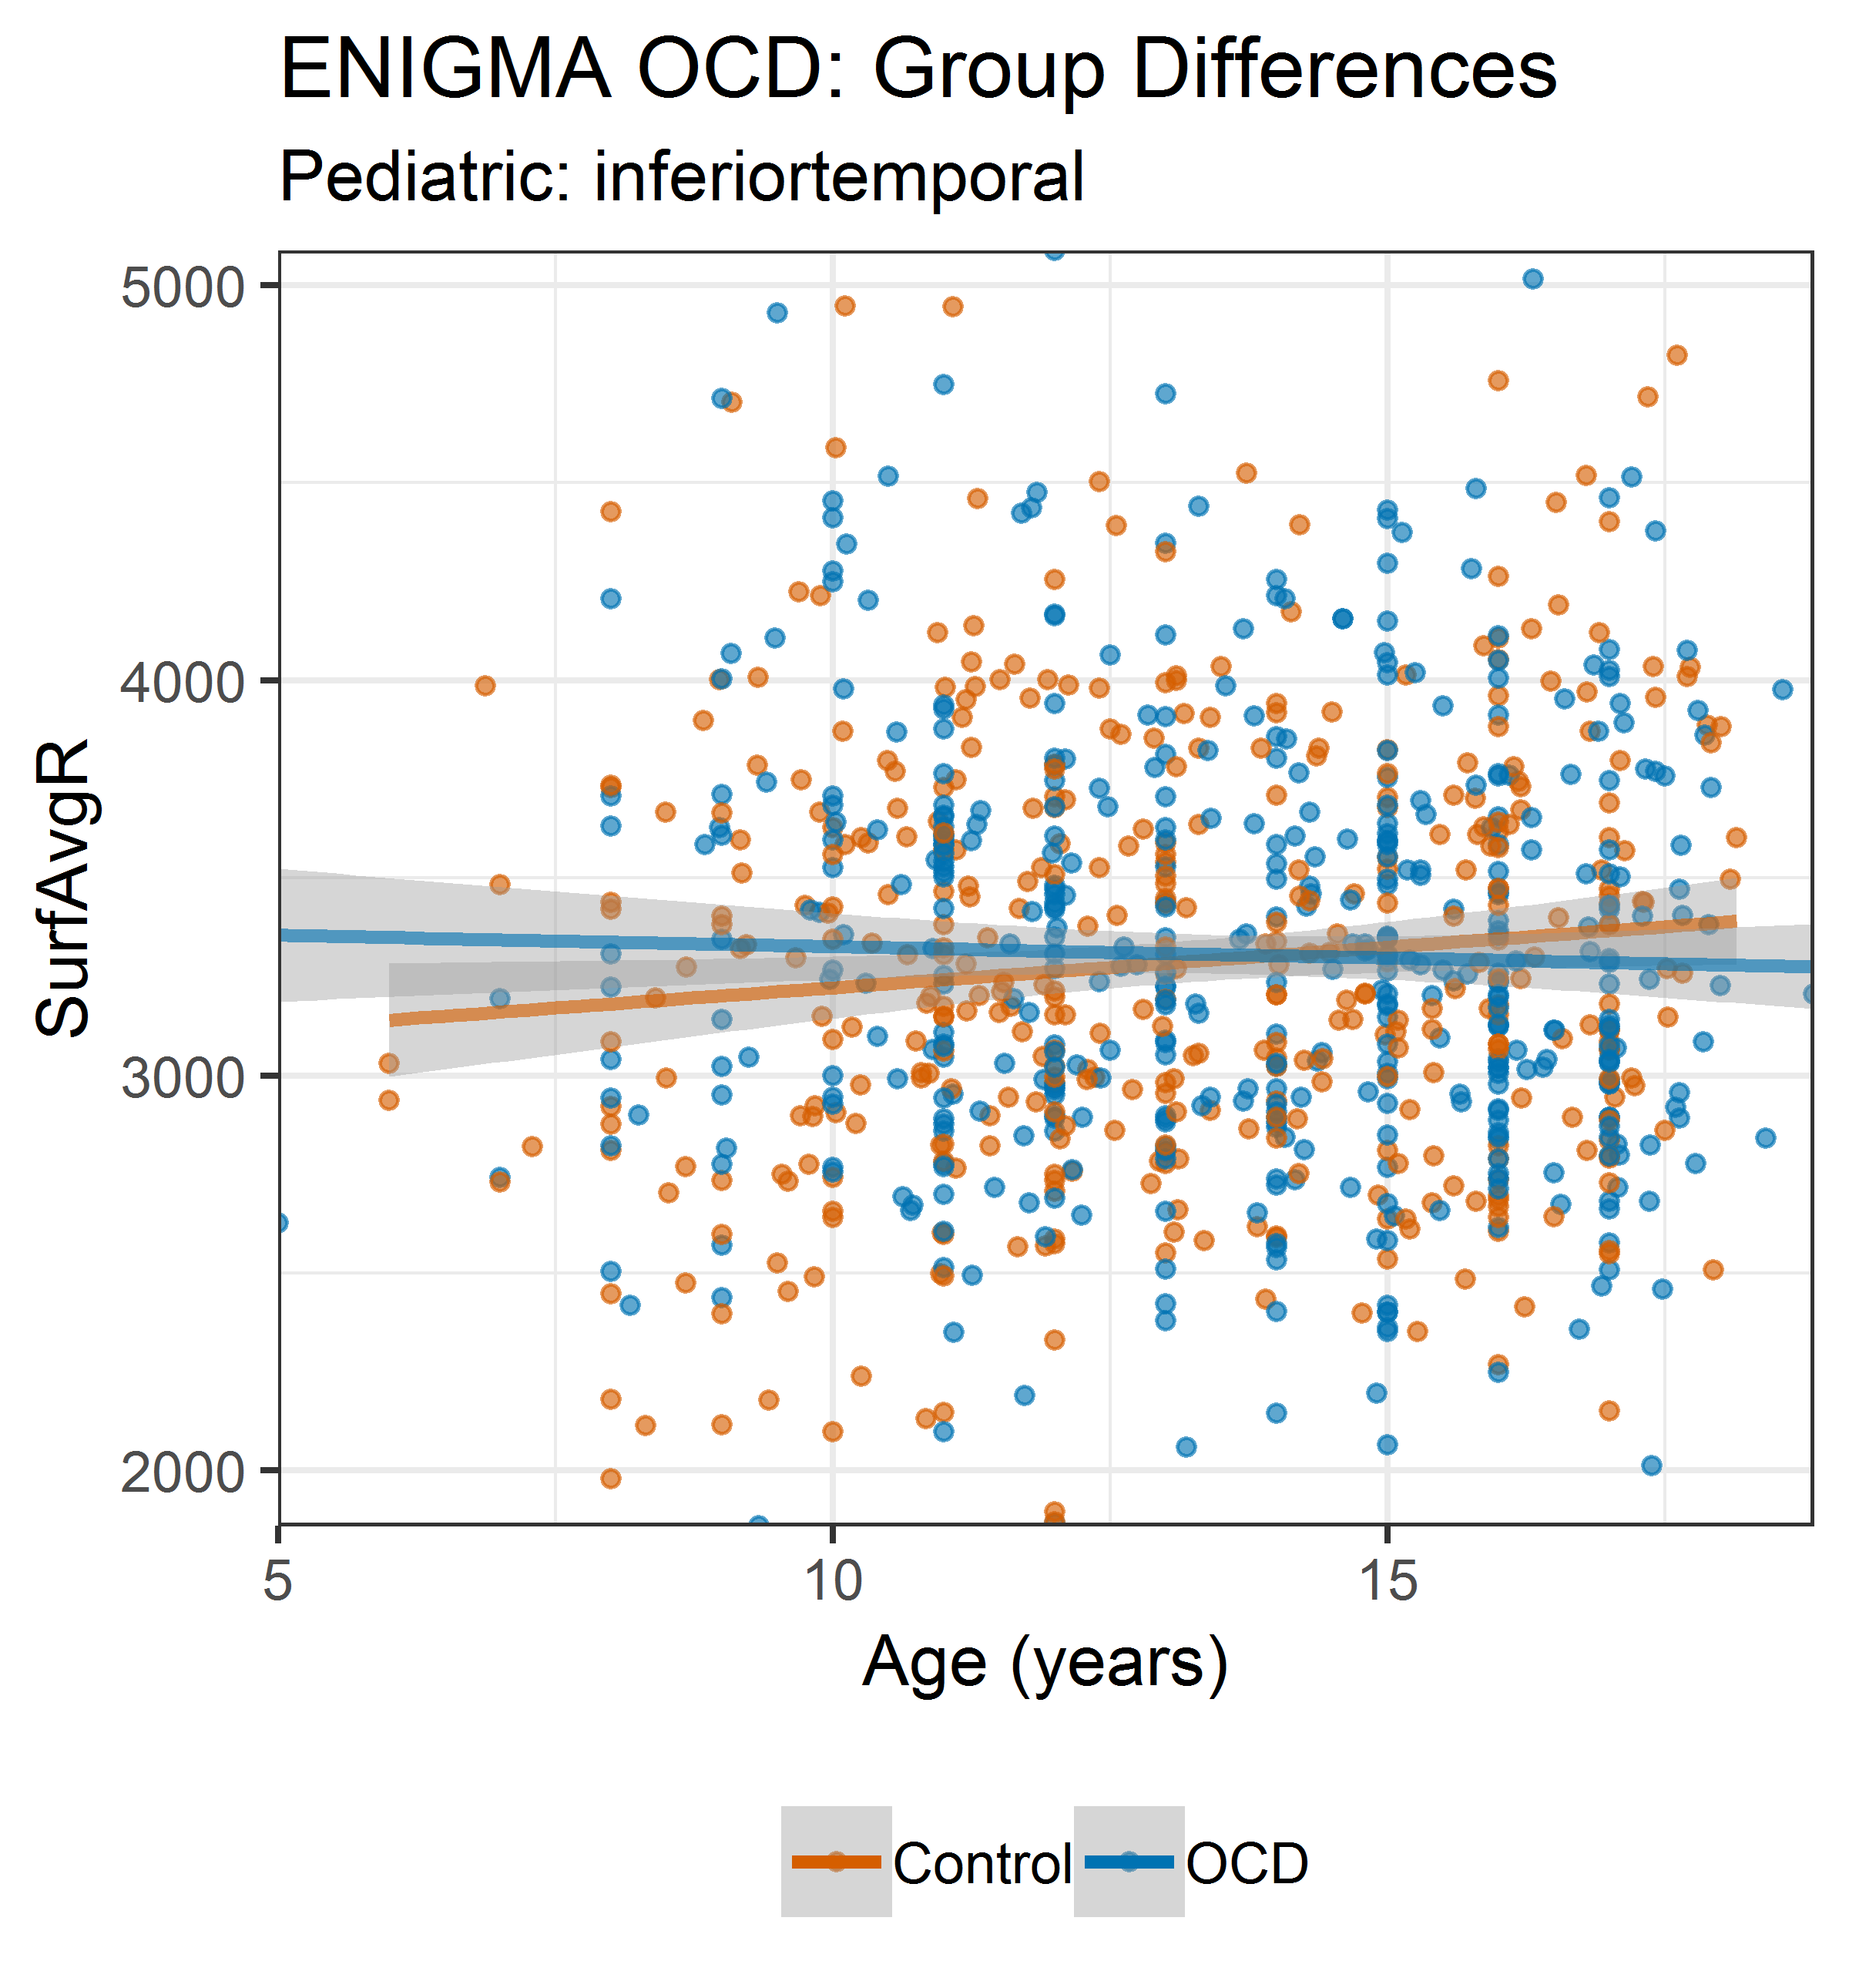 ENIGMA OCD: Group Differences
Pediatric: inferiortemporal
5000
4000
3000
2000
SurfAvgR
5 10 15
Age (years)
Control OCD